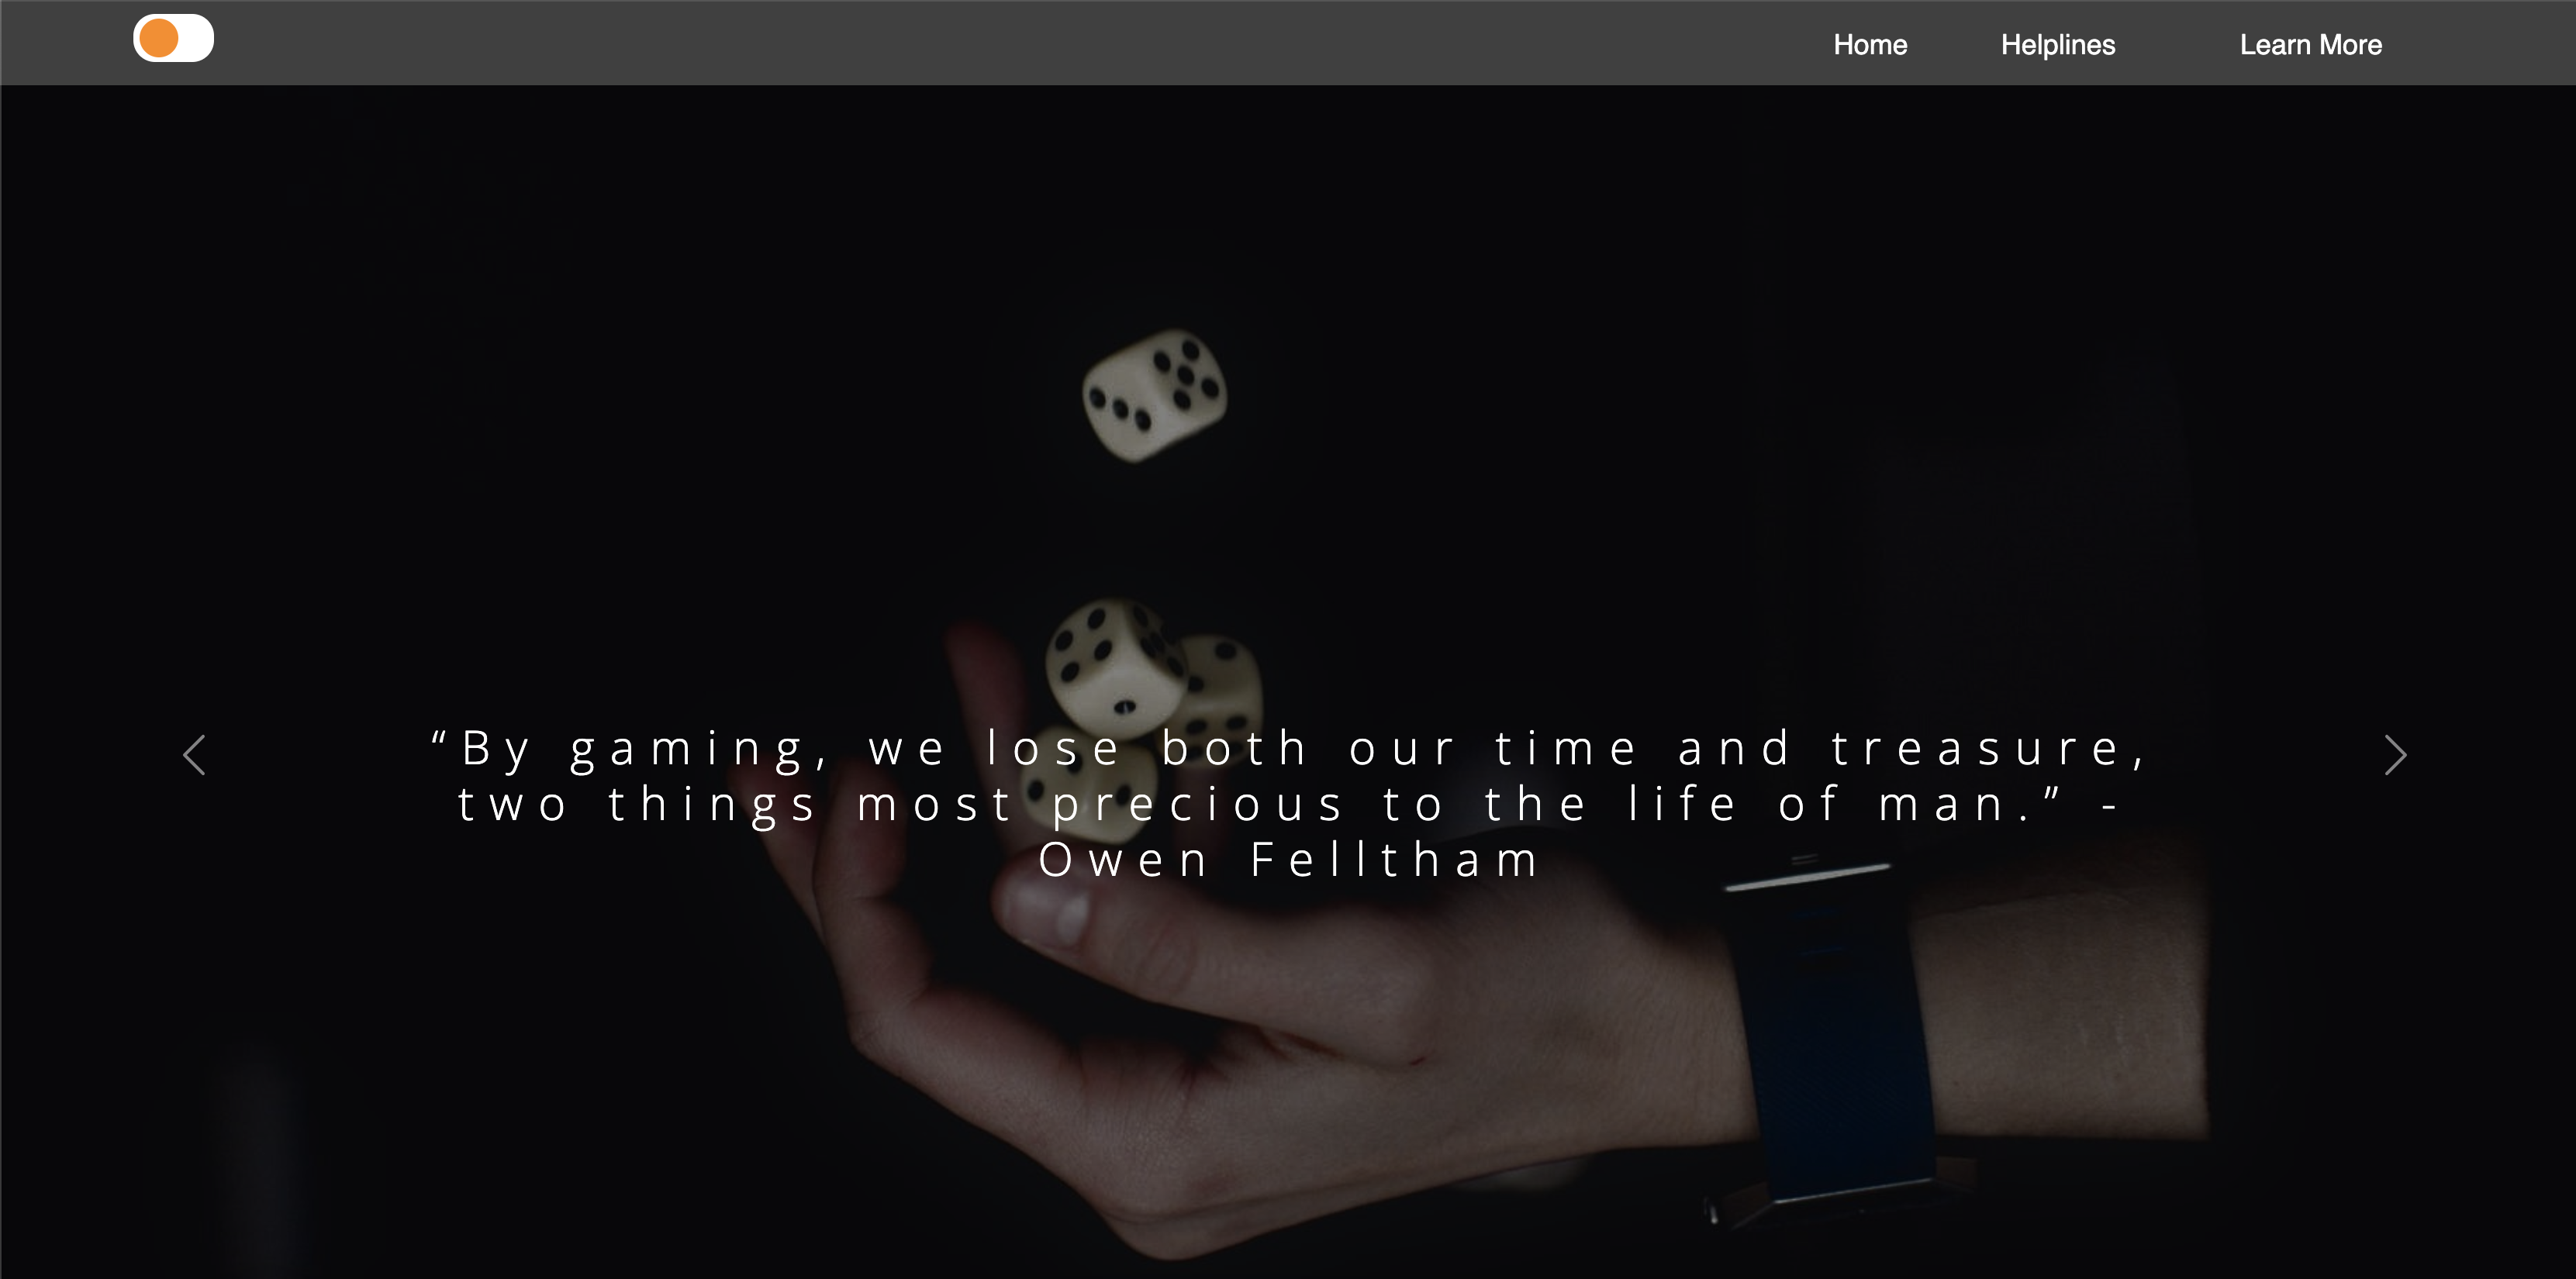 Home Helplines Learn More
“By gaming, we lose both our time and treasure,
two things most precious to the life of man.” -
Owen Felltham